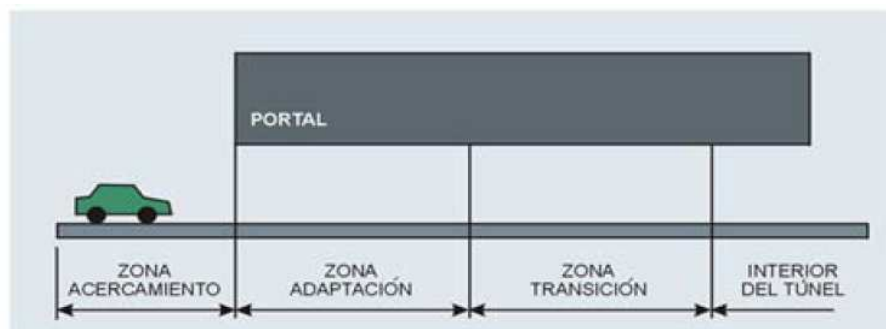 PORTAL
ZONA
ACERCAMIENTO
ZONA
ADAPTACIÓN
ZONA
TRANSICIÓN
INTERIOR
DEL TÚNEL